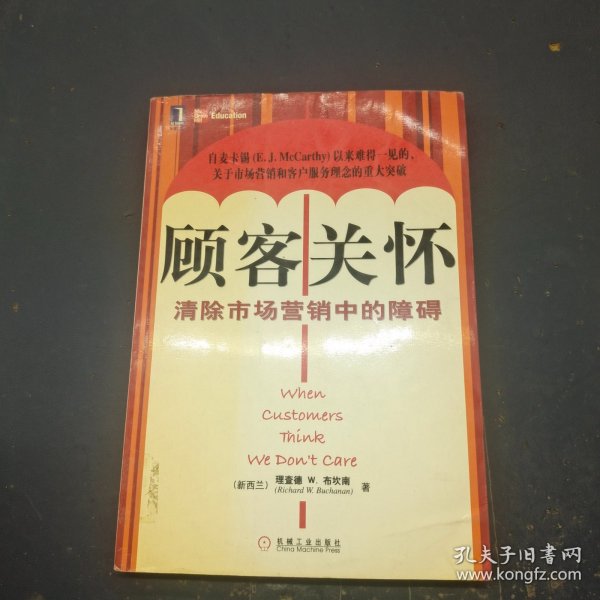 Education
自麦卡锡(E. J. McCarthy)以来难得一见的、
关于市场营销和客户服务理念的重大突破
顾客关怀
清除市场营销中的障碍
When
Customers
Think
We Don't Care
(新西兰) 理查德 W. 布坎南 著
(Richard W. Buchanan)
机械工业出版社
China Machine Press
孔夫子旧书网
www.kongfz.com